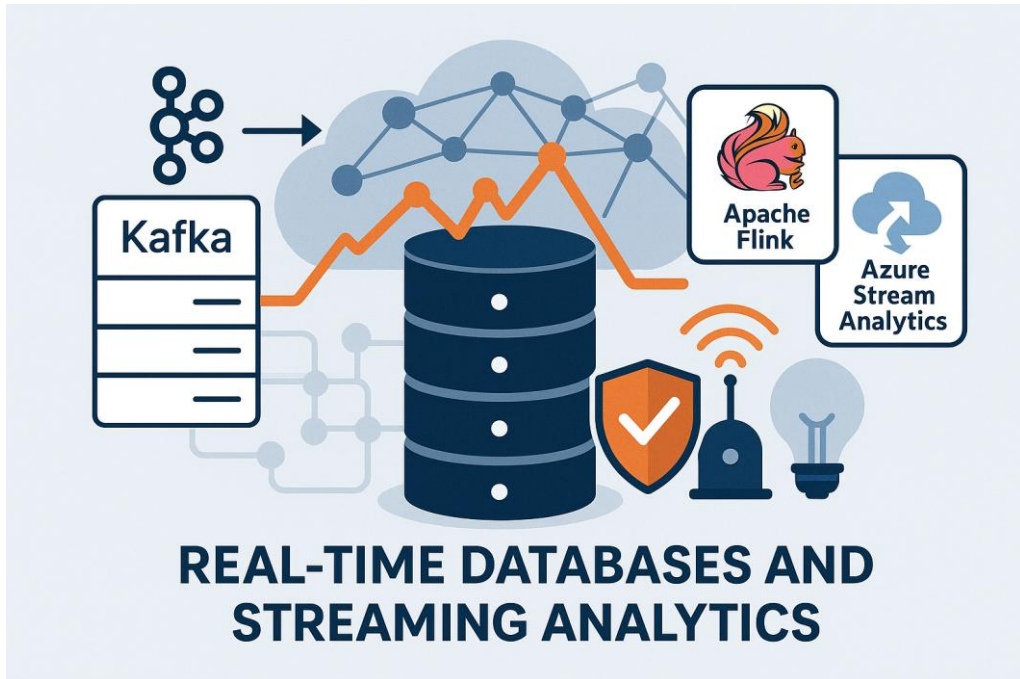 Kafka
Apache
Flink
Azure
Stream
Analytics
REAL-TIME DATABASES AND
STREAMING ANALYTICS